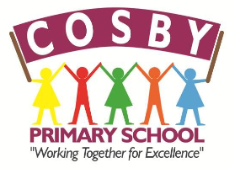 COSBY
PRIMARY SCHOOL
"Working Together for Excellence"